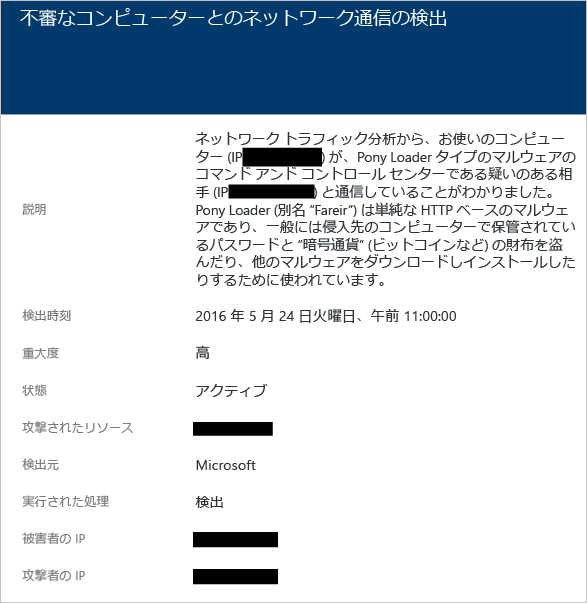 不審なコンピューターとのネットワーク通信の検出
説明
ネットワーク トラフィック分析から、お使いのコンピュー
ター (IP ) が、Pony Loader タイプのマルウェアの
コマンド アンド コントロール センターである疑いのある相
手 (IP ) と通信していることがわかりました。
Pony Loader (別名 “Fareir”) は単純な HTTP ベースのマルウェ
アであり、一般には侵入先のコンピューターで保管されてい
るパスワードと “暗号通貨” (ビットコインなど) の財布を盗
んだり、他のマルウェアをダウンロードしインストールした
りするために使われています。
検出時刻 2016 年 5 月 24 日火曜日、午前 11:00:00
重大度 高
状態 アクティブ
攻撃されたリソース
検出元 Microsoft
実行された処理 検出
被害者の IP
攻撃者の IP